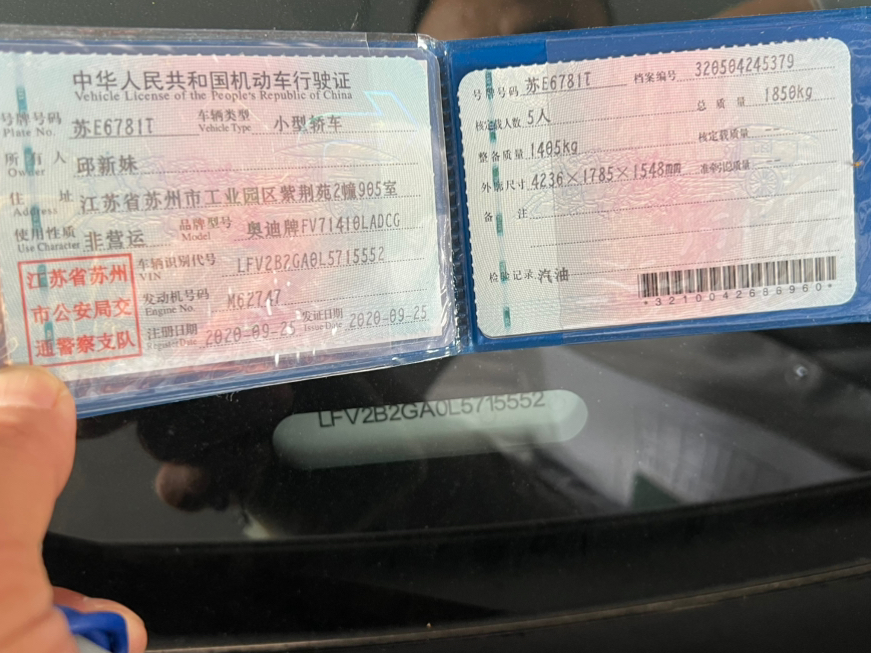 中华人民共和国机动车行驶证
Vehicle License of the People's Republic of China
号牌号码 苏E6781T 车辆类型 小型轿车
Plate No. Vehicle Type
所有人 邱新妹
Owner
住址 江苏省苏州市工业园区紫荆苑2幢905室
Address
使用性质 非营运 品牌型号 奥迪牌FV71410LADCG
Use Character Model
车辆识别代号 LFV2B2GA0L5715552
VIN
发动机号码 M62747
Engine No.
注册日期 2020-09-25 发证日期 2020-09-25
Register Date Issue Date
江苏省苏州
市公安局交
通警察支队
号牌号码 苏E6781T 档案编号 320504245379
核定载人数 5人 总质量 1850kg
整备质量 1405kg 核定载质量 --
外廓尺寸 4236×1785×1548mm 准牵引总质量 --
备注
检验记录 汽油
*3210042686960*
LFV2B2GA0L5715552